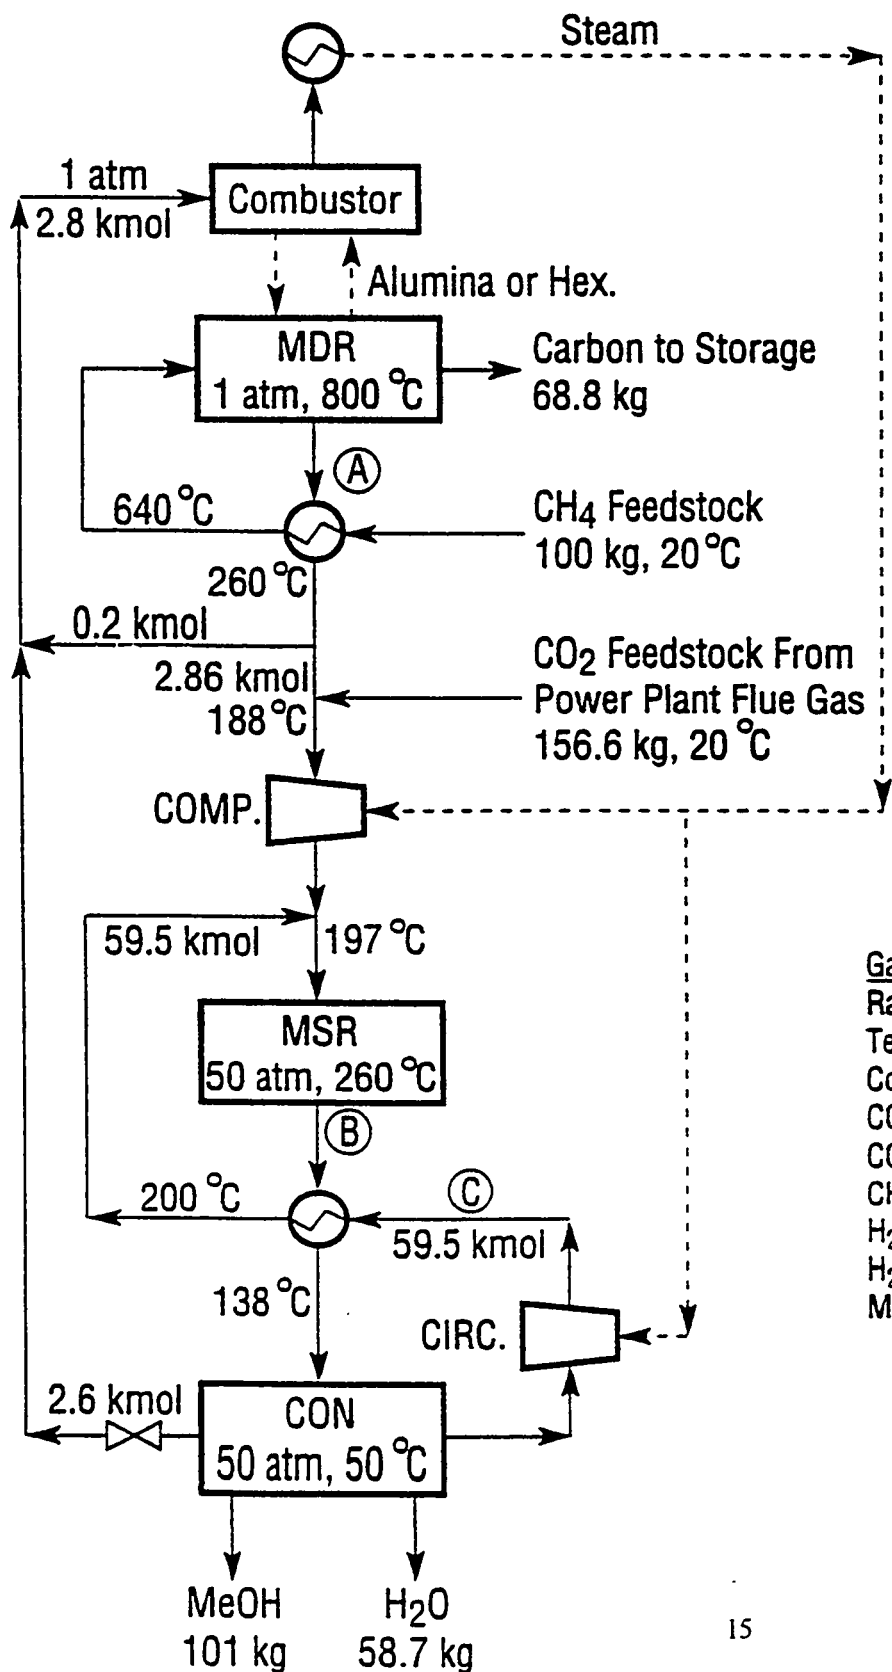 Steam
1 atm
2.8 kmol
Combustor
Alumina or Hex.
MDR
1 atm, 800 °C
Carbon to Storage
68.8 kg
A
640 °C
CH4 Feedstock
100 kg, 20 °C
260 °C
0.2 kmol
2.86 kmol
188 °C
CO2 Feedstock From
Power Plant Flue Gas
156.6 kg, 20 °C
COMP.
59.5 kmol
197 °C
MSR
50 atm, 260 °C
B
200 °C
C
59.5 kmol
138 °C
CIRC.
2.6 kmol
CON
50 atm, 50 °C
MeOH
101 kg
H2O
58.7 kg
15